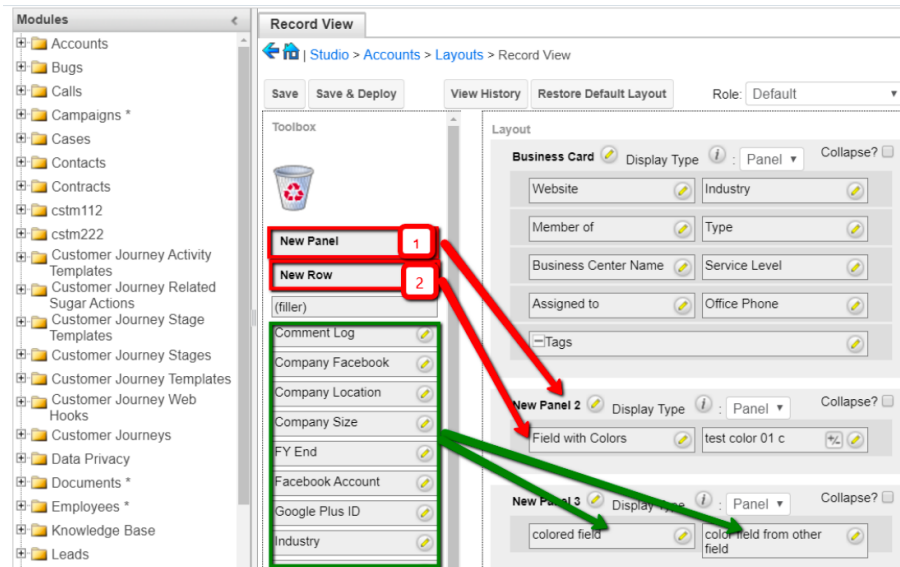 Modules
Accounts
Bugs
Calls
Campaigns *
Cases
Contacts
Contracts
cstm112
cstm222
Customer Journey Activity
Templates
Customer Journey Related
Sugar Actions
Customer Journey Stage
Templates
Customer Journey Stages
Customer Journey Templates
Customer Journey Web
Hooks
Customer Journeys
Data Privacy
Documents *
Employees *
Knowledge Base
Leads
Record View
| Studio > Accounts > Layouts > Record View
Save Save & Deploy View History Restore Default Layout Role: Default
Toolbox
New Panel 1
New Row 2
(filler)
Comment Log
Company Facebook
Company Location
Company Size
FY End
Facebook Account
Google Plus ID
Industry
Layout
Business Card Display Type i : Panel Collapse?
Website Industry
Member of Type
Business Center Name Service Level
Assigned to Office Phone
Tags
New Panel 2 Display Type i : Panel Collapse?
Field with Colors test color 01 c
New Panel 3 Display Type i : Panel Collapse?
colored field color field from other
field